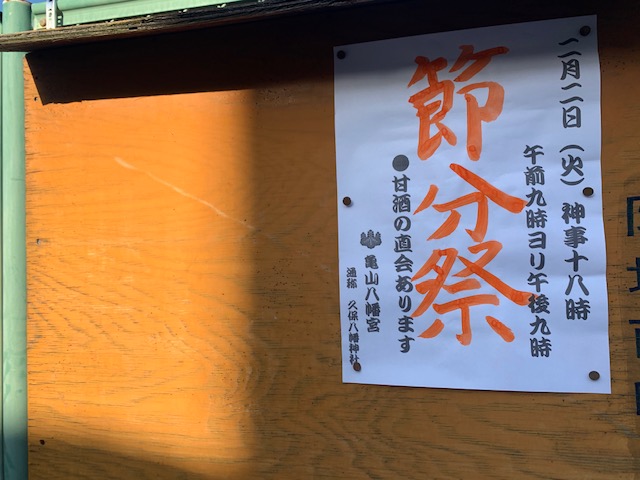 二月二日（火）神事十八時
午前九時ヨリ午後九時
節分祭
●甘酒の直会あります
亀山八幡宮
通称 久保八幡神社